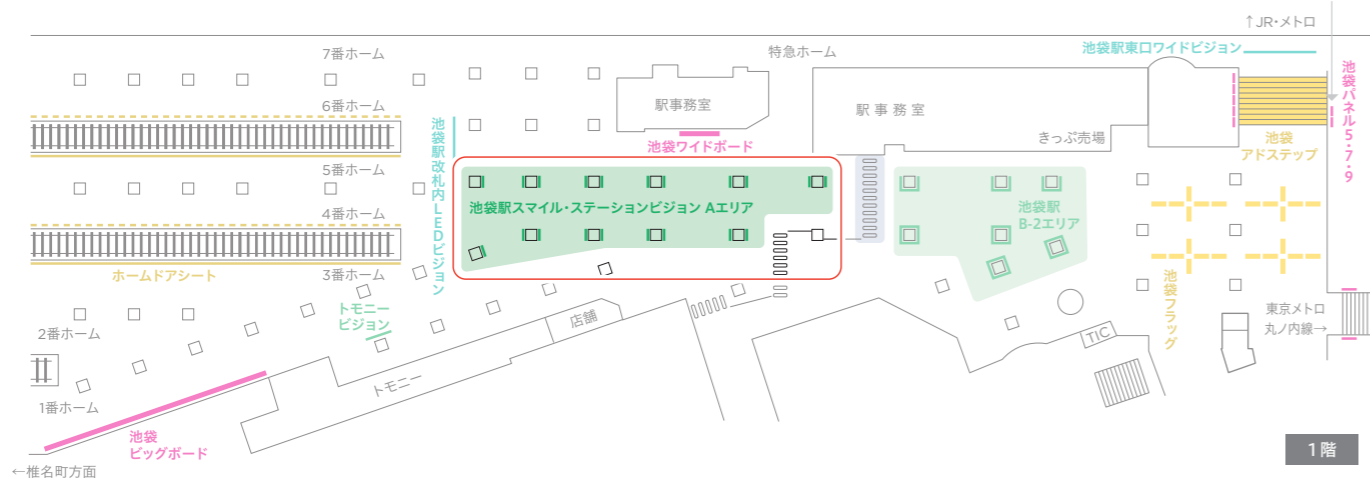 ↑JR・メトロ
7番ホーム
特急ホーム
池袋駅東口ワイドビジョン
池袋パネル5・7・9
6番ホーム
駅事務室
駅事務室
池袋駅改札内LEDビジョン
池袋ワイドボード
きっぷ売場
池袋
アドステップ
5番ホーム
4番ホーム
池袋駅スマイル・ステーションビジョン Aエリア
池袋駅
B-2エリア
3番ホーム
ホームドアシート
池袋フラッグ
トモニー
ビジョン
店舗
東京メトロ
丸ノ内線→
2番ホーム
TiC
トモニー
1番ホーム
池袋
ビッグボード
1階
←椎名町方面